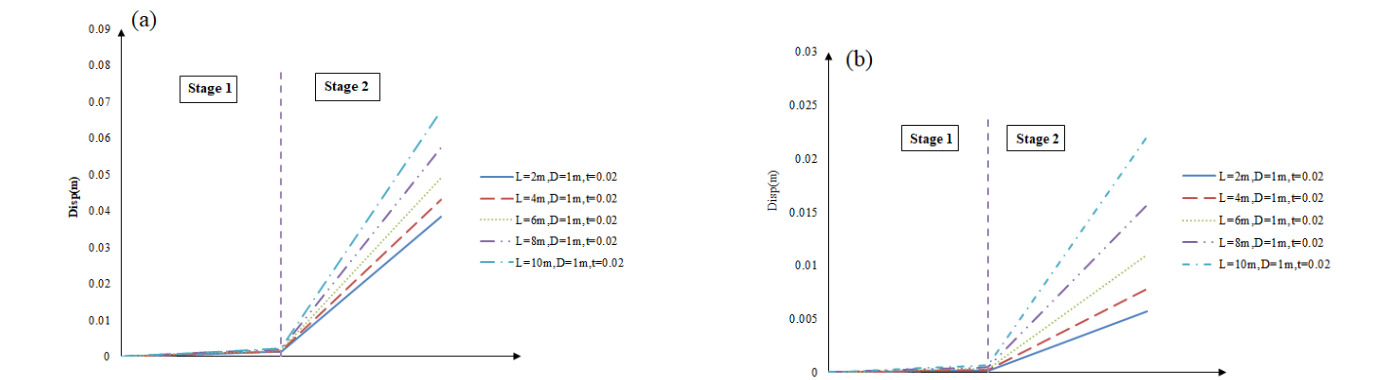 (a)
0.09
0.08
0.07
0.06
0.05
0.04
0.03
0.02
0.01
0
Disp(m)
Stage 1
Stage 2
L=2m,D=1m,t=0.02
L=4m,D=1m,t=0.02
L=6m,D=1m,t=0.02
L=8m,D=1m,t=0.02
L=10m,D=1m,t=0.02
(b)
0.03
0.025
0.02
0.015
0.01
0.005
0
Disp(m)
Stage 1
Stage 2
L=2m,D=1m,t=0.02
L=4m,D=1m,t=0.02
L=6m,D=1m,t=0.02
L=8m,D=1m,t=0.02
L=10m,D=1m,t=0.02